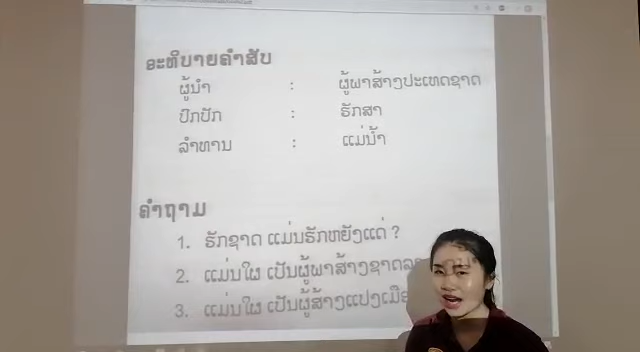 ອະທິບາຍຄຳສັບ
ຜູ້ນຳ : ຜູ້ພາສ້າງປະເທດຊາດ
ປົກປັກ : ຮັກສາ
ລຳທານ : ແມ່ນ້ຳ
ຄຳຖາມ
1. ຮັກຊາດ ແມ່ນຮັກຫຍັງແດ່ ?
2. ແມ່ນໃຜ ເປັນຜູ້ພາສ້າງຊາດ
3. ແມ່ນໃຜ ເປັນຜູ້ສ້າງແປງ